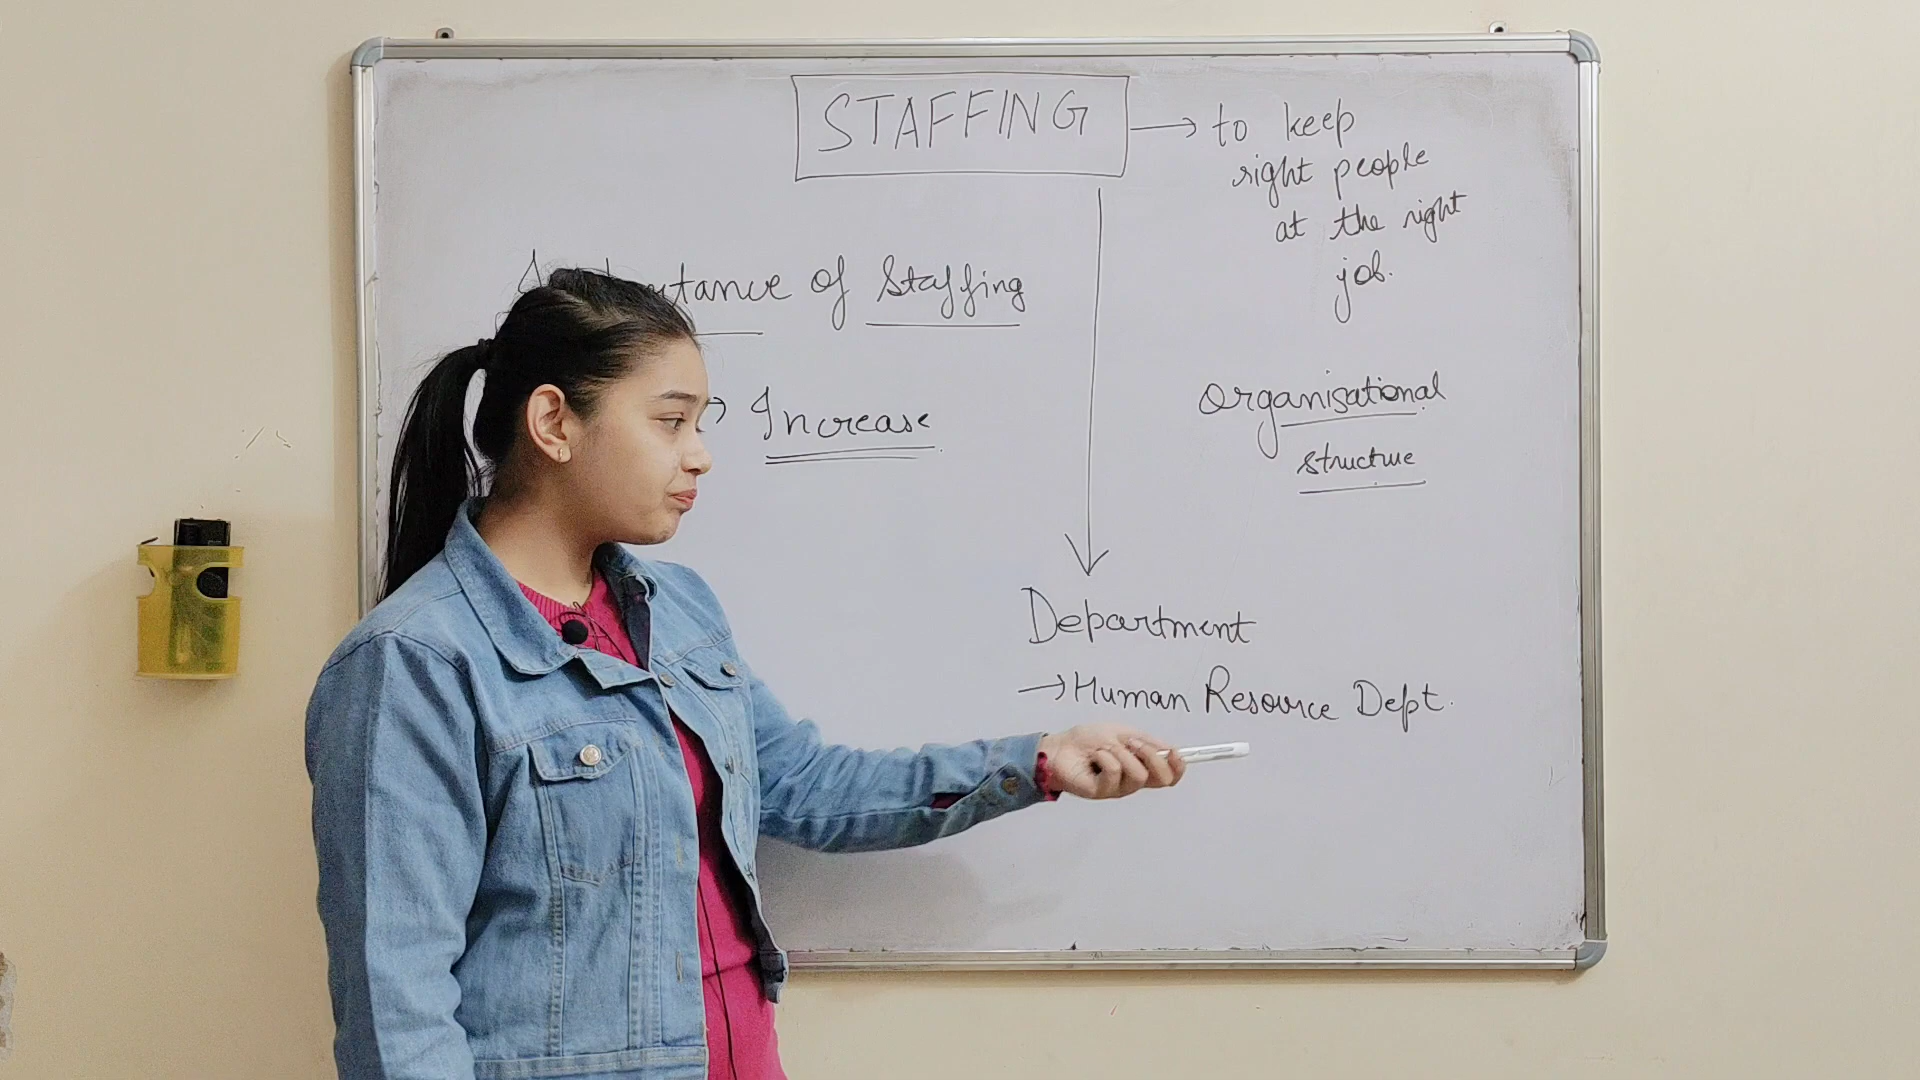 STAFFING → to keep
right people
at the right
job.
of Staffing
→ Increase
Organisational
structure
Department
→ Human Resource Dept.